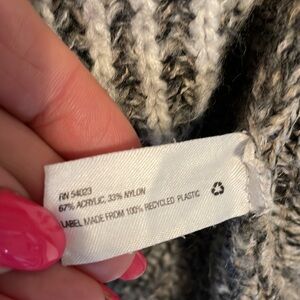 RN 54023
67% ACRYLIC, 33% NYLON
LABEL MADE FROM 100% RECYCLED PLASTIC